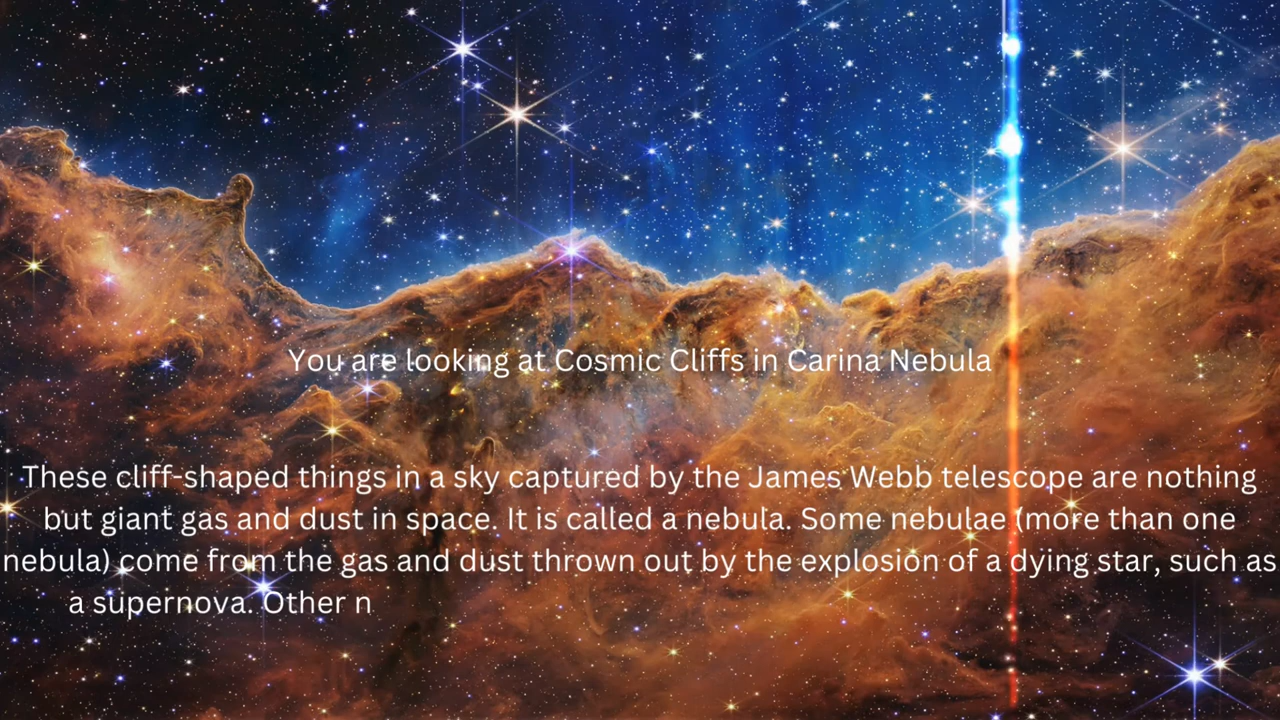 You are looking at Cosmic Cliffs in Carina Nebula
These cliff-shaped things in a sky captured by the James Webb telescope are nothing
but giant gas and dust in space. It is called a nebula. Some nebulae (more than one
nebula) come from the gas and dust thrown out by the explosion of a dying star, such as
a supernova. Other n